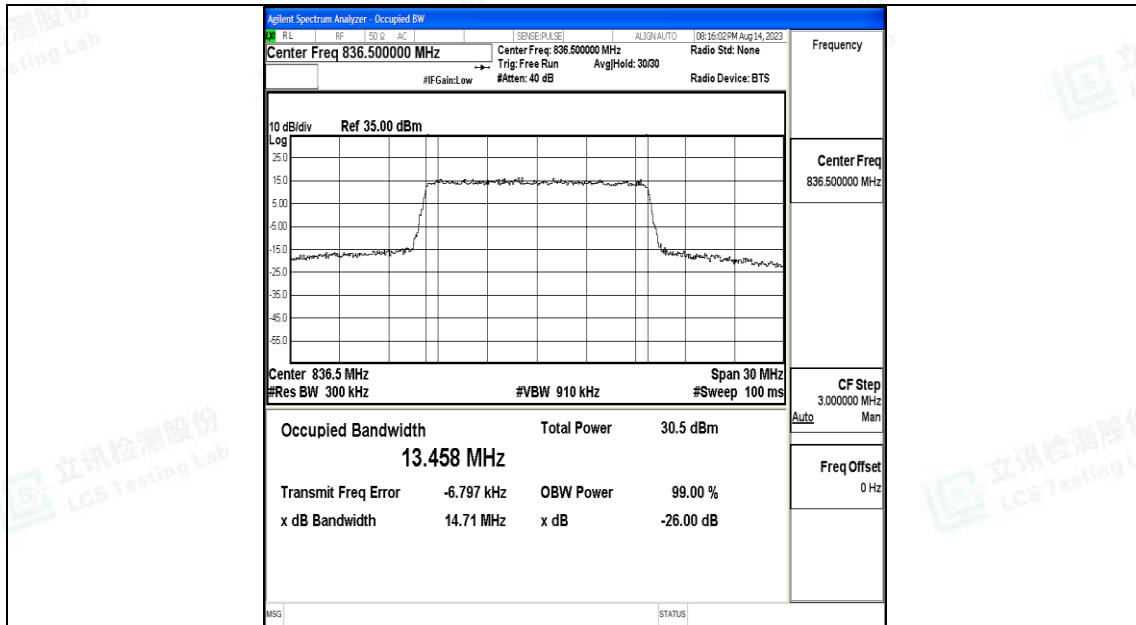 Agilent Spectrum Analyzer - Occupied BW
RL RF 50 Ω AC SENSE:PULSE ALIGNAUTO 08:16:02PM Aug 14, 2023
Center Freq 836.500000 MHz
Center Freq: 836.500000 MHz
Radio Std: None
Trig: Free Run Avg|Hold: 30/30
#IFGain:Low
#Atten: 40 dB
Radio Device: BTS
10 dB/div Ref 35.00 dBm
Log
25.0
15.0
5.00
-5.00
-15.0
-25.0
-35.0
-45.0
-55.0
Center 836.5 MHz Span 30 MHz
#Res BW 300 kHz #VBW 910 kHz #Sweep 100 ms
Occupied Bandwidth Total Power 30.5 dBm
13.458 MHz
Transmit Freq Error -6.797 kHz OBW Power 99.00 %
x dB Bandwidth 14.71 MHz x dB -26.00 dB
MSG STATUS
Frequency
Center Freq
836.500000 MHz
CF Step
3.000000 MHz
Auto Man
Freq Offset
0 Hz
立讯检测股份
LCS Testing Lab
立讯检测股份
LCS Testing L